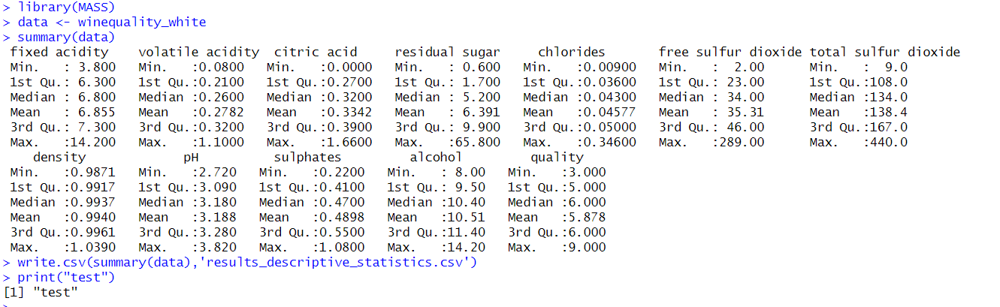 > library(MASS)
> data <- winequality_white
> summary(data)
fixed acidity volatile acidity citric acid residual sugar chlorides free sulfur dioxide total sulfur dioxide
Min. : 3.800 Min. :0.0800 Min. :0.0000 Min. : 0.600 Min. :0.00900 Min. : 2.00 Min. : 9.0
1st Qu.: 6.300 1st Qu.:0.2100 1st Qu.:0.2700 1st Qu.: 1.700 1st Qu.:0.03600 1st Qu.: 23.00 1st Qu.:108.0
Median : 6.800 Median :0.2600 Median :0.3200 Median : 5.200 Median :0.04300 Median : 34.00 Median :134.0
Mean : 6.855 Mean :0.2782 Mean :0.3342 Mean : 6.391 Mean :0.04577 Mean : 35.31 Mean :138.4
3rd Qu.: 7.300 3rd Qu.:0.3200 3rd Qu.:0.3900 3rd Qu.: 9.900 3rd Qu.:0.05000 3rd Qu.: 46.00 3rd Qu.:167.0
Max. :14.200 Max. :1.1000 Max. :1.6600 Max. :65.800 Max. :0.34600 Max. :289.00 Max. :440.0
density pH sulphates alcohol quality
Min. :0.9871 Min. :2.720 Min. :0.2200 Min. : 8.00 Min. :3.000
1st Qu.:0.9917 1st Qu.:3.090 1st Qu.:0.4100 1st Qu.: 9.50 1st Qu.:5.000
Median :0.9937 Median :3.180 Median :0.4700 Median :10.40 Median :6.000
Mean :0.9940 Mean :3.188 Mean :0.4898 Mean :10.51 Mean :5.878
3rd Qu.:0.9961 3rd Qu.:3.280 3rd Qu.:0.5500 3rd Qu.:11.40 3rd Qu.:6.000
Max. :1.0390 Max. :3.820 Max. :1.0800 Max. :14.20 Max. :9.000
> write.csv(summary(data),'results_descriptive_statistics.csv')
> print("test")
[1] "test"
>